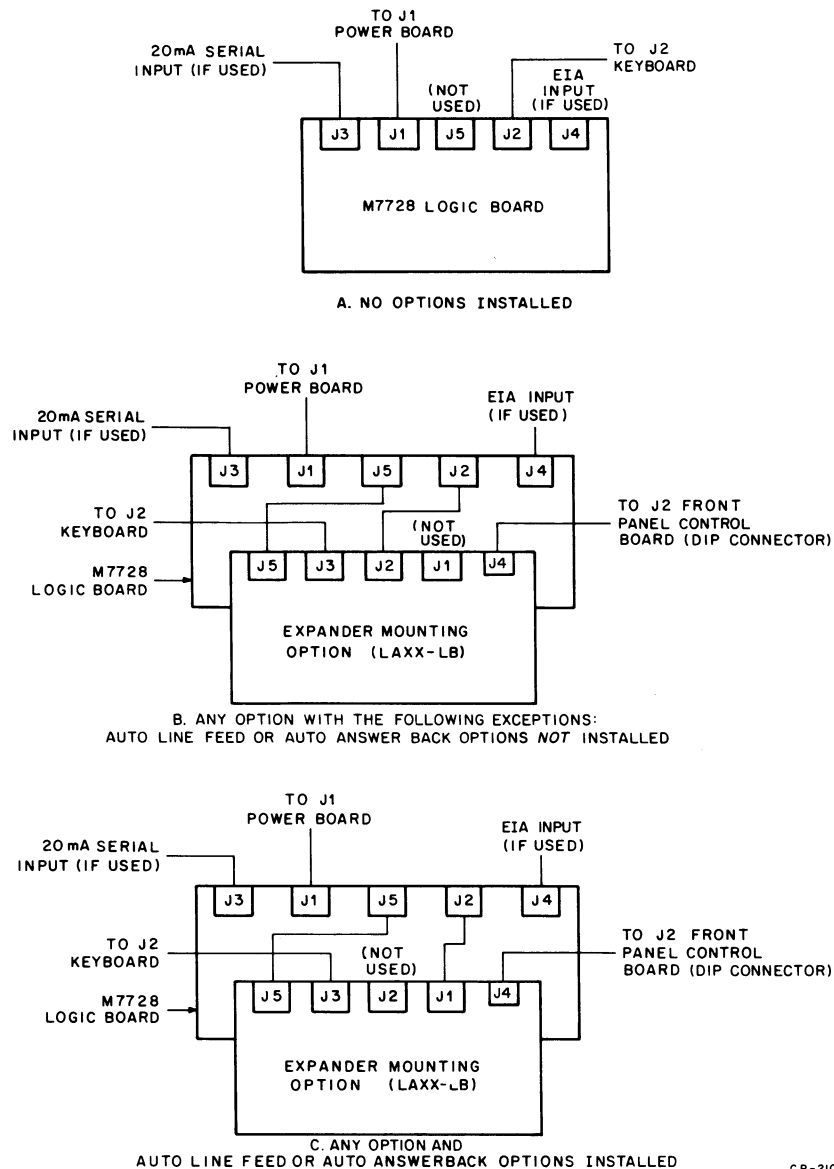 TO J1
POWER BOARD
20mA SERIAL
INPUT (IF USED)
TO J2
KEYBOARD
(NOT
USED)
EIA
INPUT
(IF USED)
J3 J1 J5 J2 J4
M7728 LOGIC BOARD
A. NO OPTIONS INSTALLED
TO J1
POWER BOARD
20mA SERIAL
INPUT (IF USED)
EIA INPUT
(IF USED)
J3 J1 J5 J2 J4
TO J2
KEYBOARD
(NOT
USED)
TO J2 FRONT
PANEL CONTROL
BOARD (DIP CONNECTOR)
M7728
LOGIC BOARD
J5 J3 J2 J1 J4
EXPANDER MOUNTING
OPTION (LAXX-LB)
B. ANY OPTION WITH THE FOLLOWING EXCEPTIONS:
AUTO LINE FEED OR AUTO ANSWER BACK OPTIONS NOT INSTALLED
TO J1
POWER BOARD
20mA SERIAL
INPUT (IF USED)
EIA INPUT
(IF USED)
J3 J1 J5 J2 J4
TO J2
KEYBOARD
(NOT
USED)
TO J2 FRONT
PANEL CONTROL
BOARD (DIP CONNECTOR)
M7728
LOGIC BOARD
J5 J3 J2 J1 J4
EXPANDER MOUNTING
OPTION (LAXX-LB)
C. ANY OPTION AND
AUTO LINE FEED OR AUTO ANSWERBACK OPTIONS INSTALLED